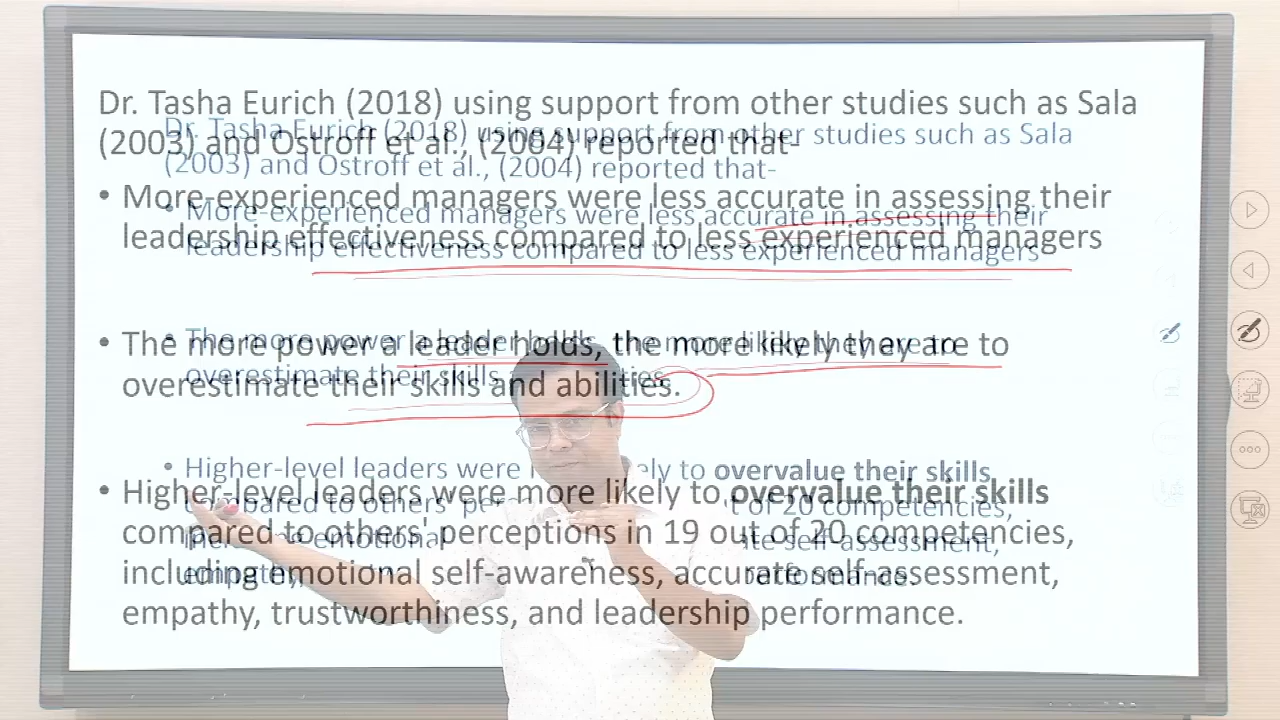 Dr. Tasha Eurich (2018) using support from other studies such as Sala
(2003) and Ostroff et al., (2004) reported that-
• More-experienced managers were less accurate in assessing their
leadership effectiveness compared to less experienced managers
• The more power a leader holds, the more likely they are to
overestimate their skills and abilities.
• Higher-level leaders were more likely to overvalue their skills
compared to others' perceptions in 19 out of 20 competencies,
including emotional self-awareness, accurate self-assessment,
empathy, trustworthiness, and leadership performance.